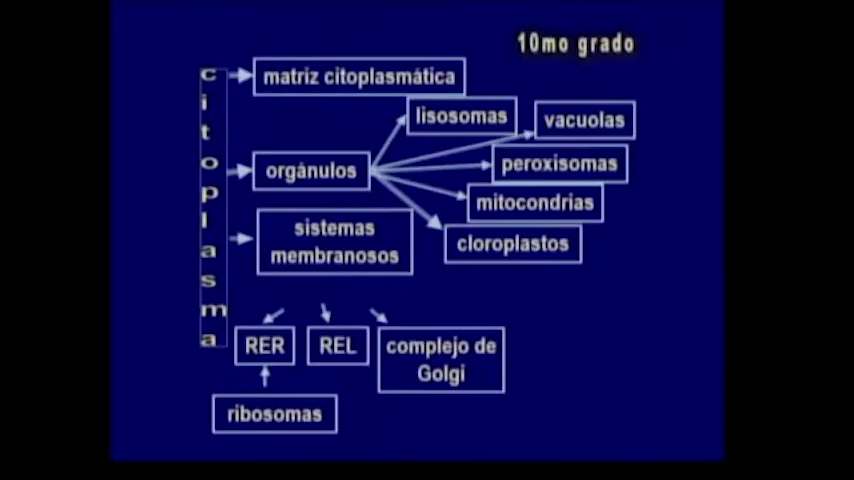 10mo grado
citoplasma
matriz citoplasmática
lisosomas
vacuolas
orgánulos
peroxisomas
mitocondrias
cloroplastos
sistemas
membranosos
RER
REL
complejo de
Golgi
ribosomas